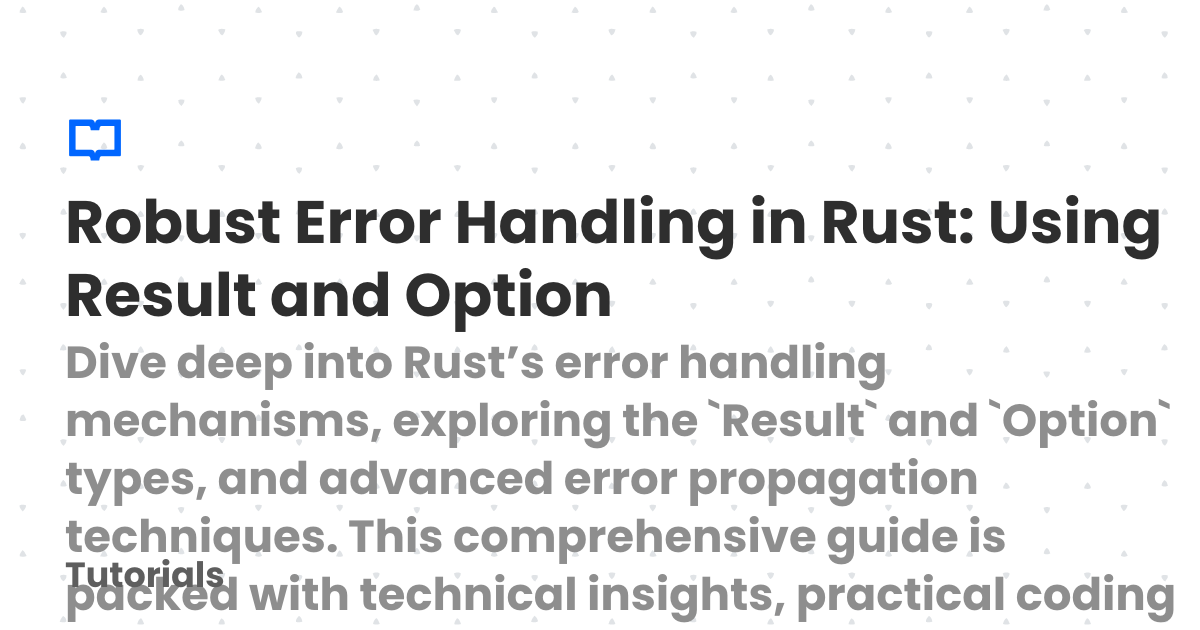 Robust Error Handling in Rust: Using
Result and Option
Dive deep into Rust’s error handling
mechanisms, exploring the `Result` and `Option`
types, and advanced error propagation
techniques. This comprehensive guide is
Tutorials
packed with technical insights, practical coding